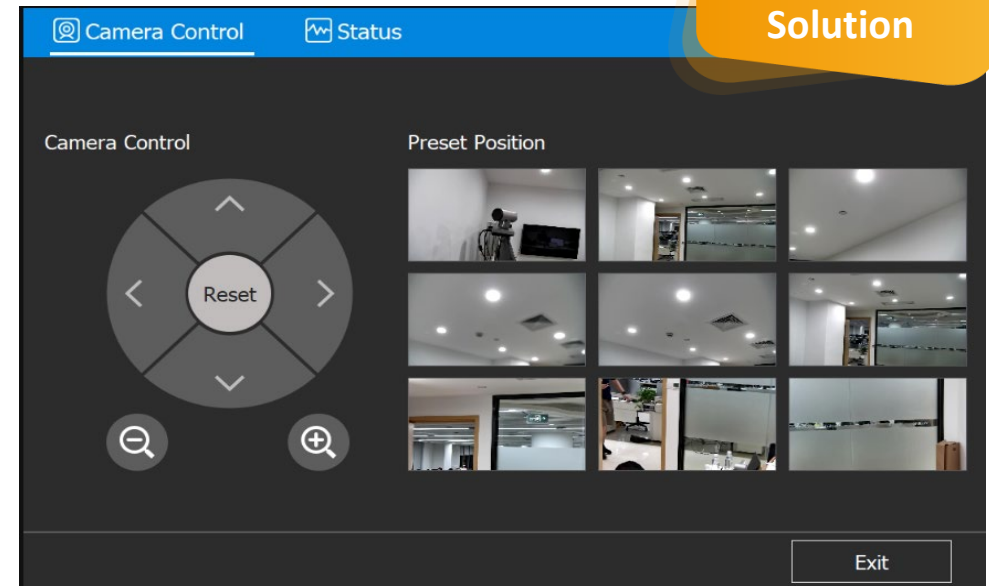 Camera Control
Status
Solution
Camera Control
Preset Position
Reset
Exit